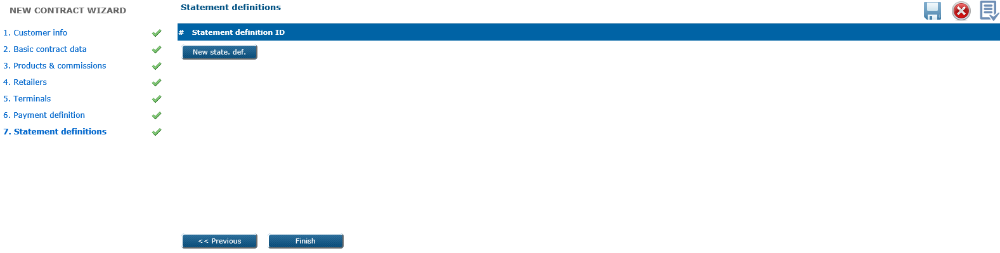 NEW CONTRACT WIZARD
1. Customer info
2. Basic contract data
3. Products & commissions
4. Retailers
5. Terminals
6. Payment definition
7. Statement definitions
Statement definitions
# Statement definition ID
New state. def.
<< Previous
Finish